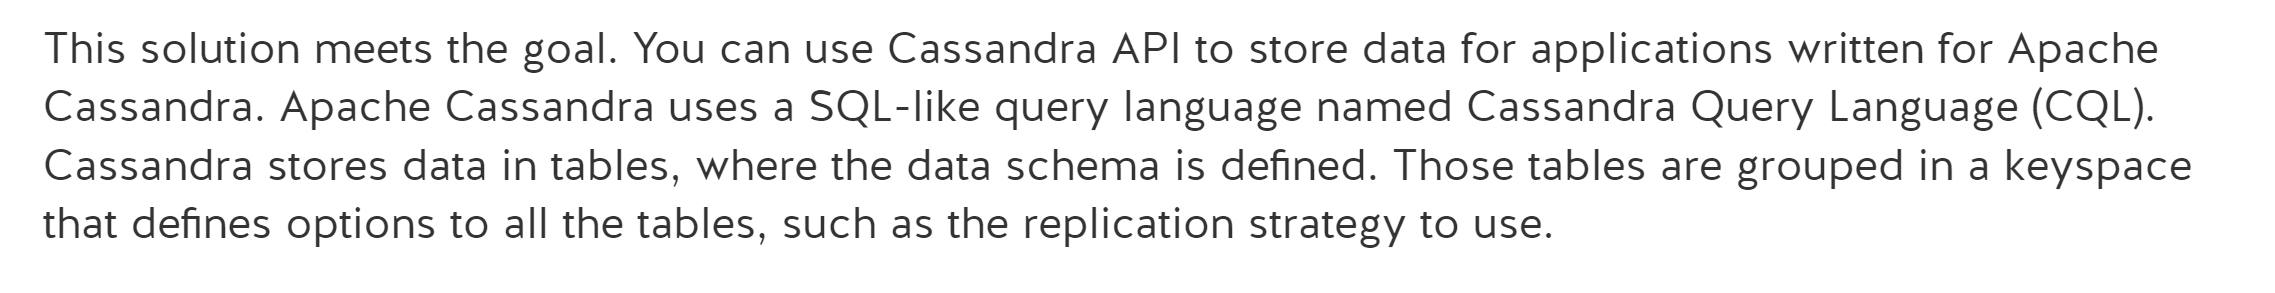 This solution meets the goal. You can use Cassandra API to store data for applications written for Apache
Cassandra. Apache Cassandra uses a SQL-like query language named Cassandra Query Language (CQL).
Cassandra stores data in tables, where the data schema is defined. Those tables are grouped in a keyspace
that defines options to all the tables, such as the replication strategy to use.